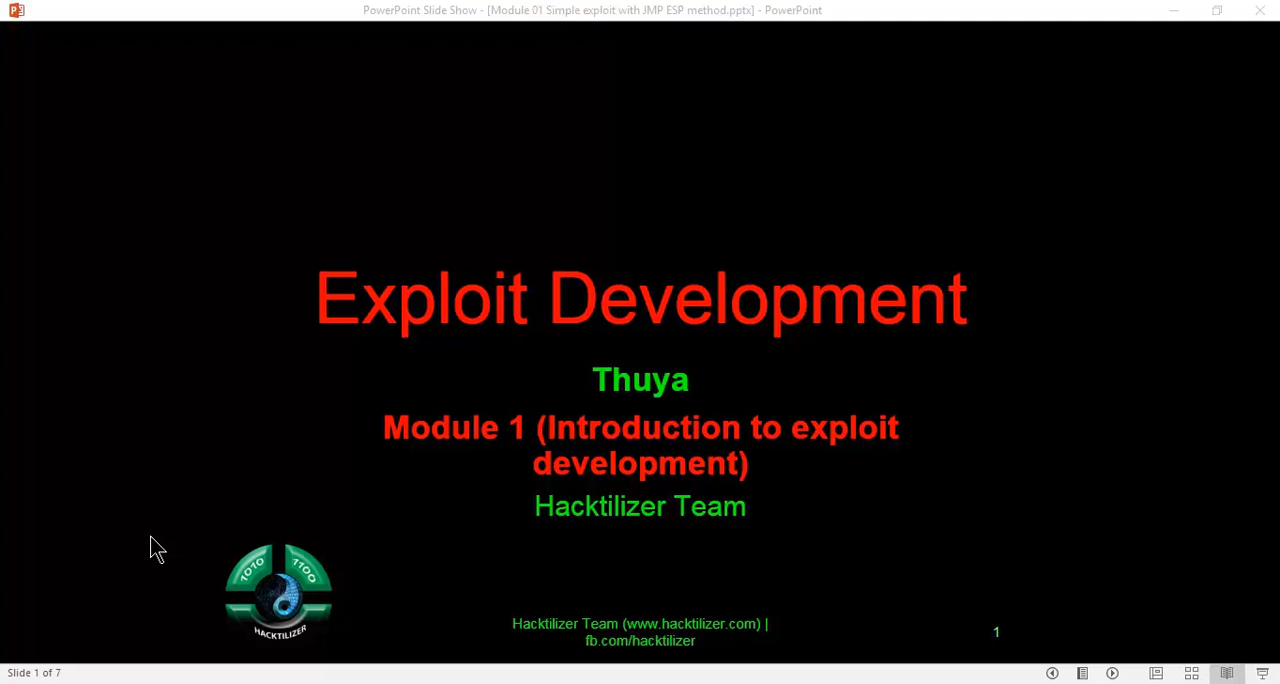 PowerPoint Slide Show - [Module 01 Simple exploit with JMP ESP method.pptx] - PowerPoint
Exploit Development
Thuya
Module 1 (Introduction to exploit
development)
Hacktilizer Team
1010
1100
HACKTILIZER
Hacktilizer Team (www.hacktilizer.com) |
fb.com/hacktilizer
1
Slide 1 of 7